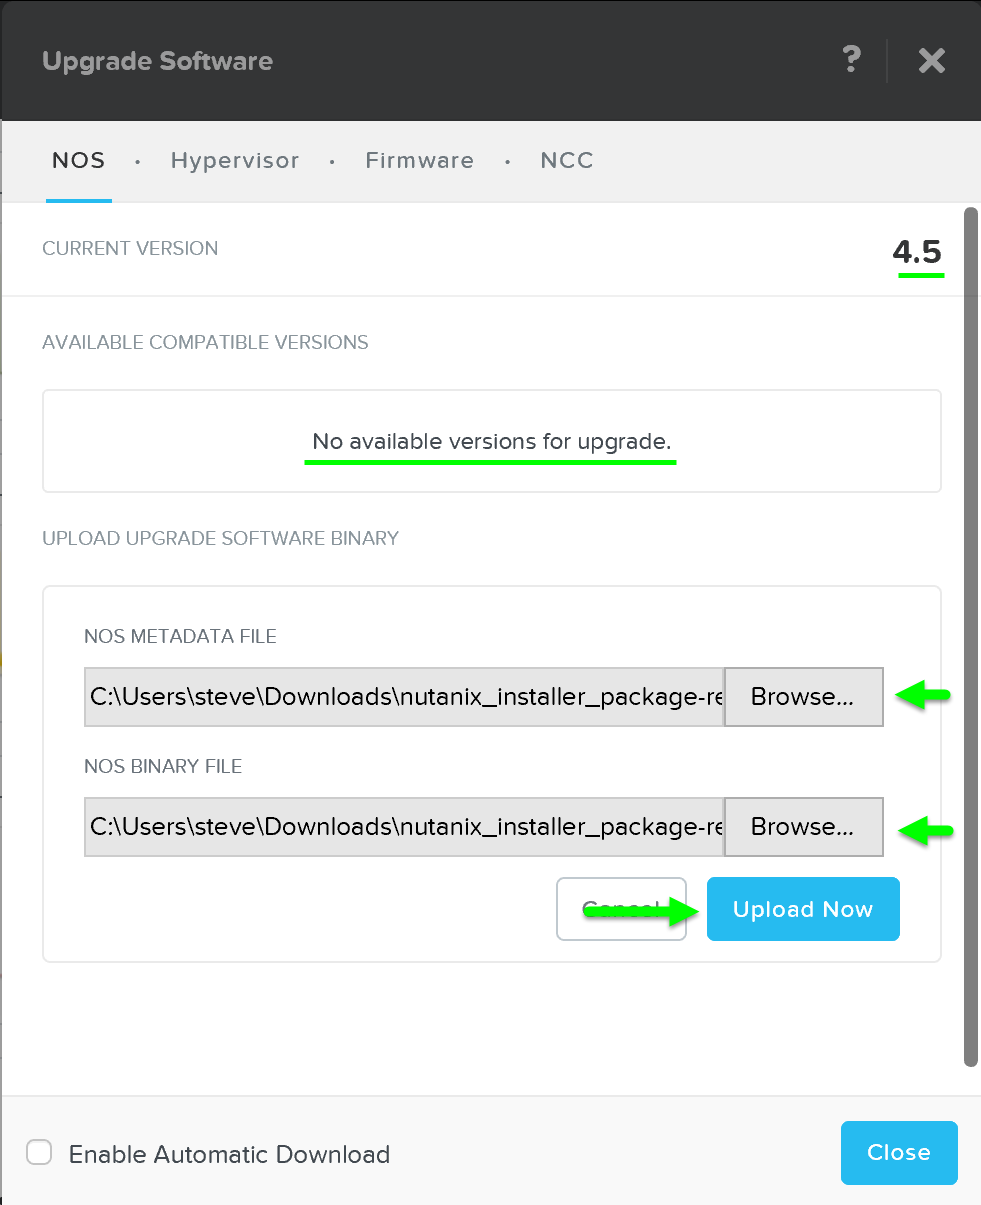 Upgrade Software ?
NOS · Hypervisor · Firmware · NCC
CURRENT VERSION 4.5
AVAILABLE COMPATIBLE VERSIONS
No available versions for upgrade.
UPLOAD UPGRADE SOFTWARE BINARY
NOS METADATA FILE
C:\Users\steve\Downloads\nutanix_installer_package-re Browse...
NOS BINARY FILE
C:\Users\steve\Downloads\nutanix_installer_package-re Browse...
Cancel Upload Now
Enable Automatic Download Close